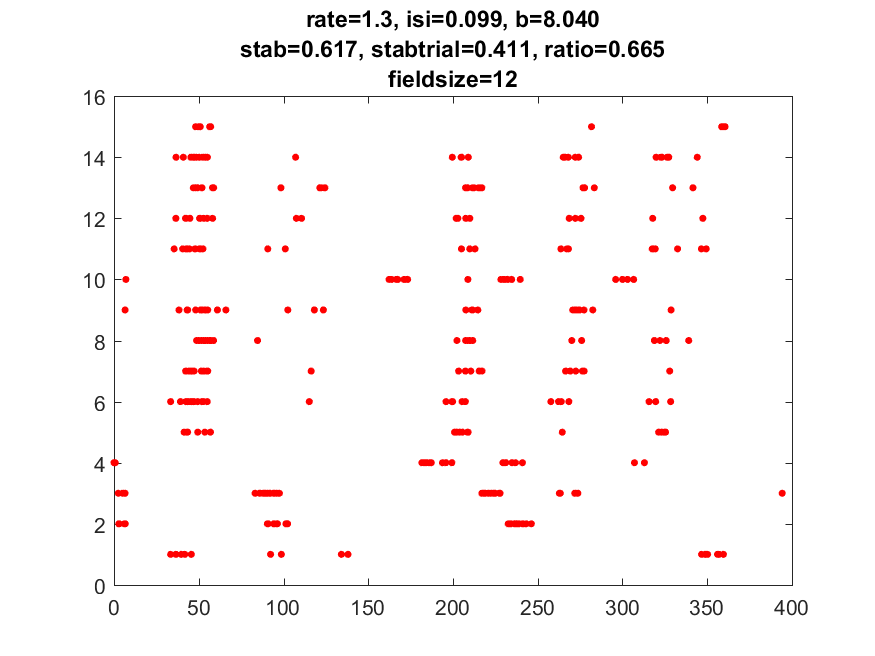 rate=1.3, isi=0.099, b=8.040
stab=0.617, stabtrial=0.411, ratio=0.665
fieldsize=12
16
14
12
10
8
6
4
2
0
0 50 100 150 200 250 300 350 400